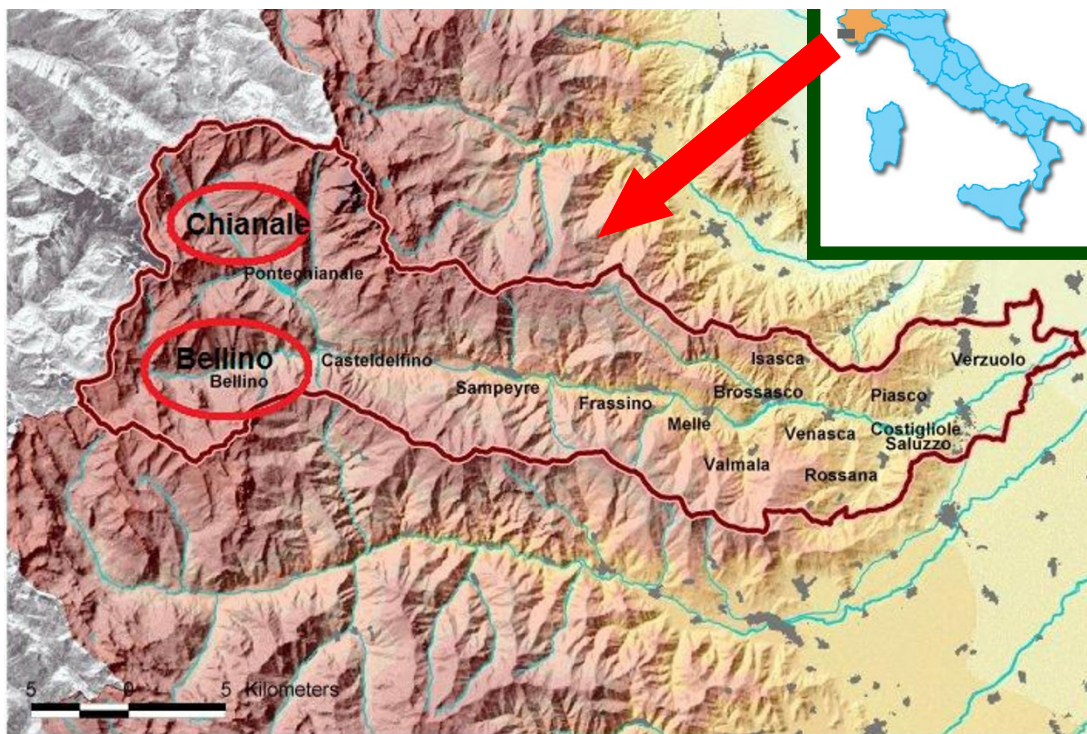 Chianale
Pontechianale
Bellino
Bellino
Casteldelfino
Sampeyre
Frassino
Melle
Isasca
Brossasco
Valmala
Venasca
Rossana
Piasco
Costigliole
Saluzzo
Verzuolo
5 0 5 Kilometers